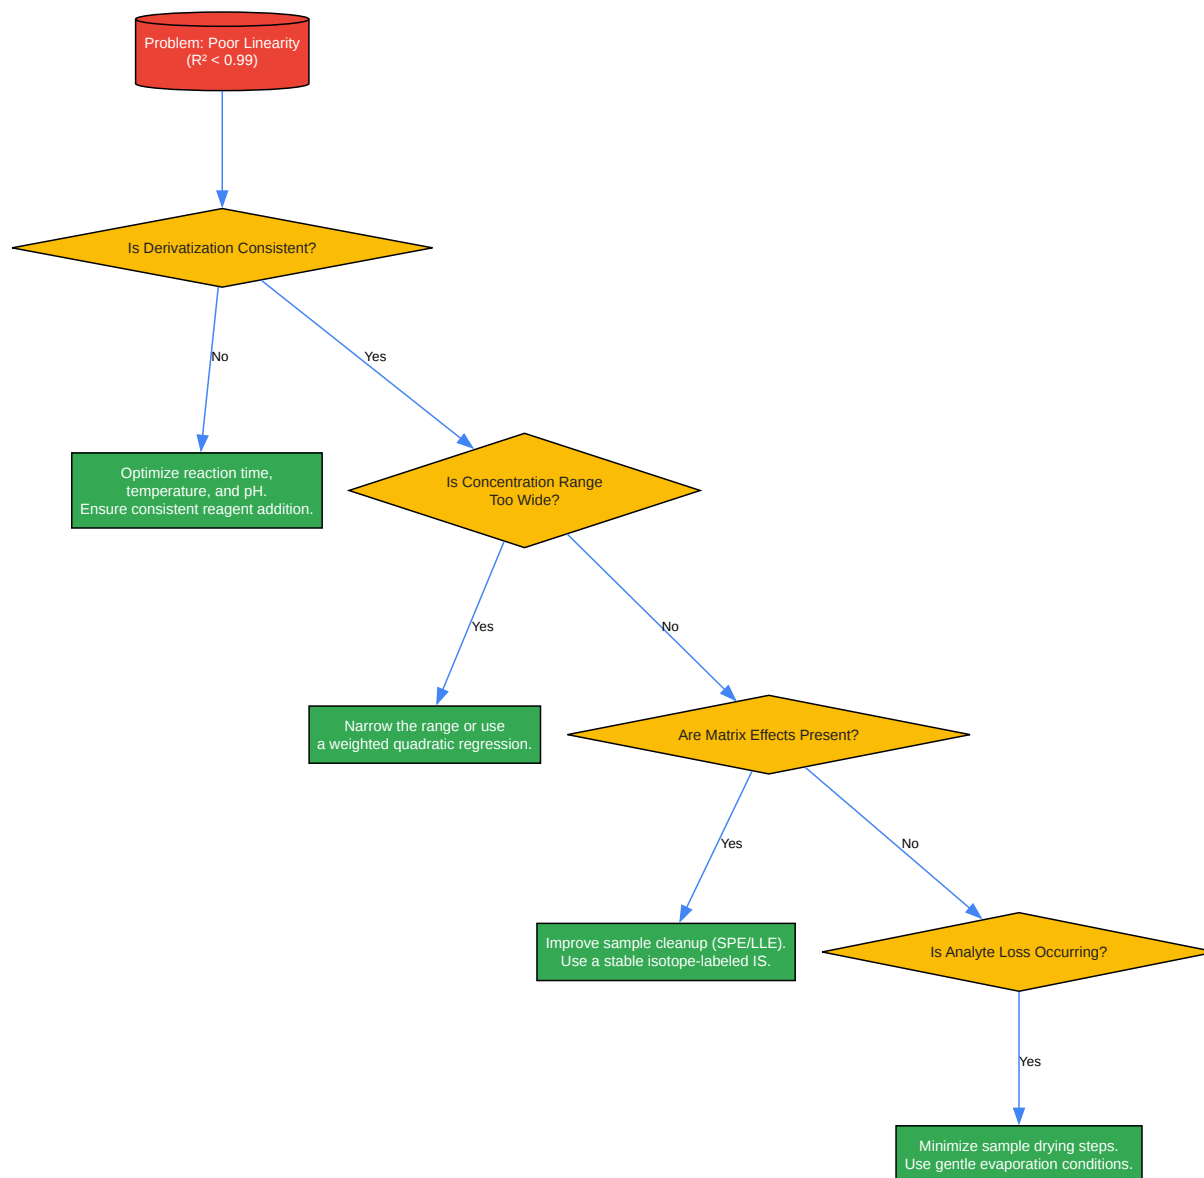 Problem: Poor Linearity
(R² < 0.99)
Is Derivatization Consistent?
No
Yes
Optimize reaction time,
temperature, and pH.
Ensure consistent reagent addition.
Is Concentration Range
Too Wide?
Yes
No
Narrow the range or use
a weighted quadratic regression.
Are Matrix Effects Present?
Yes
No
Improve sample cleanup (SPE/LLE).
Use a stable isotope-labeled IS.
Is Analyte Loss Occurring?
Yes
Minimize sample drying steps.
Use gentle evaporation conditions.